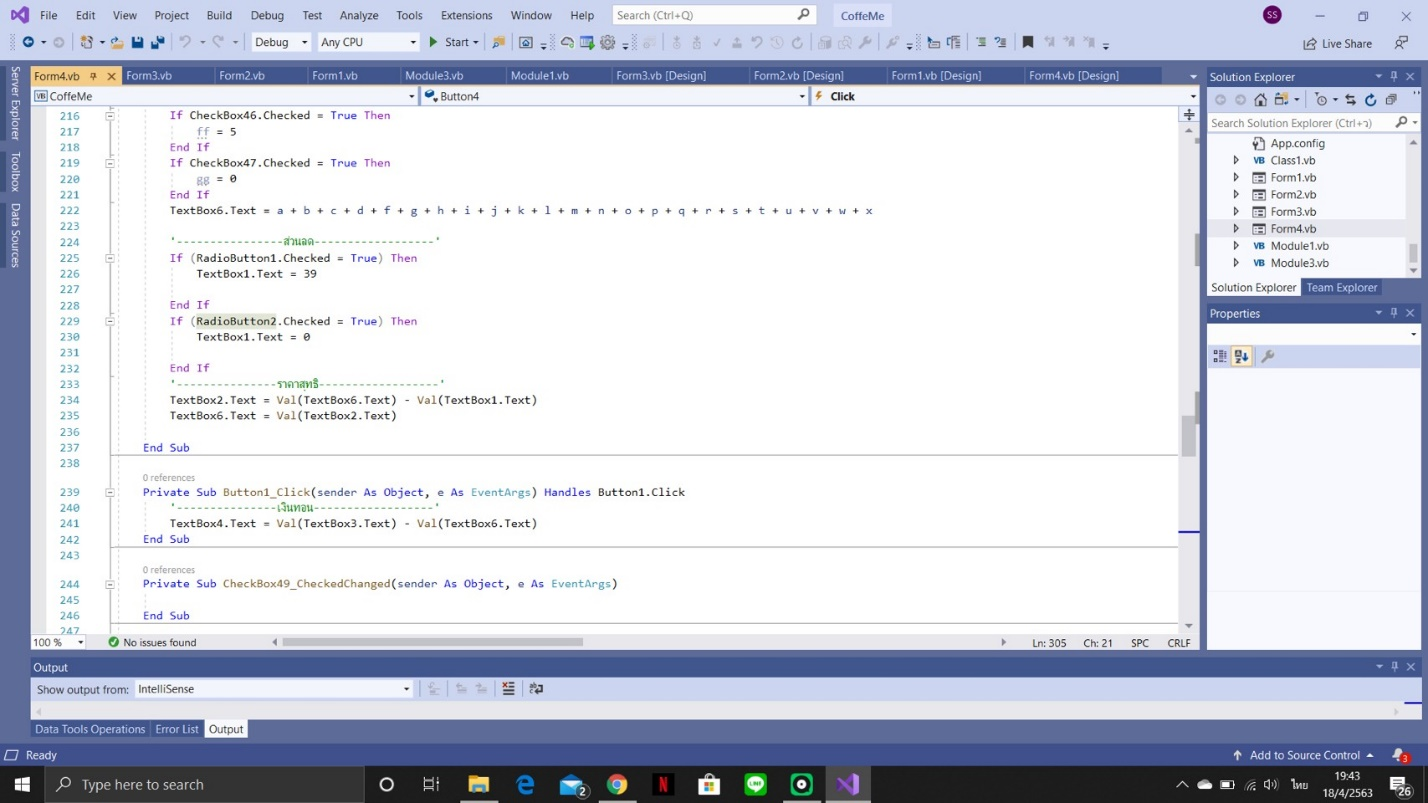 File Edit View Project Build Debug Test Analyze Tools Extensions Window Help Search (Ctrl+Q) CoffeMe SS
Debug Any CPU Start Live Share
Form4.vb Form3.vb Form2.vb Form1.vb Module3.vb Module1.vb Form3.vb [Design] Form2.vb [Design] Form1.vb [Design] Form4.vb [Design]
CoffeMe Button4 Click
216 If CheckBox46.Checked = True Then
217 ff = 5
218 End If
219 If CheckBox47.Checked = True Then
220 gg = 0
221 End If
222 TextBox6.Text = a + b + c + d + f + g + h + i + j + k + l + m + n + o + p + q + r + s + t + u + v + w + x
223
224 '----------------ส่วนลด------------------'
225 If (RadioButton1.Checked = True) Then
226 TextBox1.Text = 39
227
228 End If
229 If (RadioButton2.Checked = True) Then
230 TextBox1.Text = 0
231
232 End If
233 '---------------ราคาสุทธิ------------------'
234 TextBox2.Text = Val(TextBox6.Text) - Val(TextBox1.Text)
235 TextBox6.Text = Val(TextBox2.Text)
236
237 End Sub
238
0 references
239 Private Sub Button1_Click(sender As Object, e As EventArgs) Handles Button1.Click
240 '---------------เงินทอน------------------'
241 TextBox4.Text = Val(TextBox3.Text) - Val(TextBox6.Text)
242 End Sub
243
0 references
244 Private Sub CheckBox49_CheckedChanged(sender As Object, e As EventArgs)
245
246 End Sub
247
100 % No issues found Ln: 305 Ch: 21 SPC CRLF
Server Explorer
Toolbox
Data Sources
Solution Explorer
Search Solution Explorer (Ctrl+ว)
App.config
VB Class1.vb
Form1.vb
Form2.vb
Form3.vb
Form4.vb
VB Module1.vb
VB Module3.vb
Solution Explorer Team Explorer
Properties
Output
Show output from: IntelliSense
Data Tools Operations Error List Output
Ready Add to Source Control 3
Type here to search 2 N LINE ไทย 19:43
18/4/2563 26